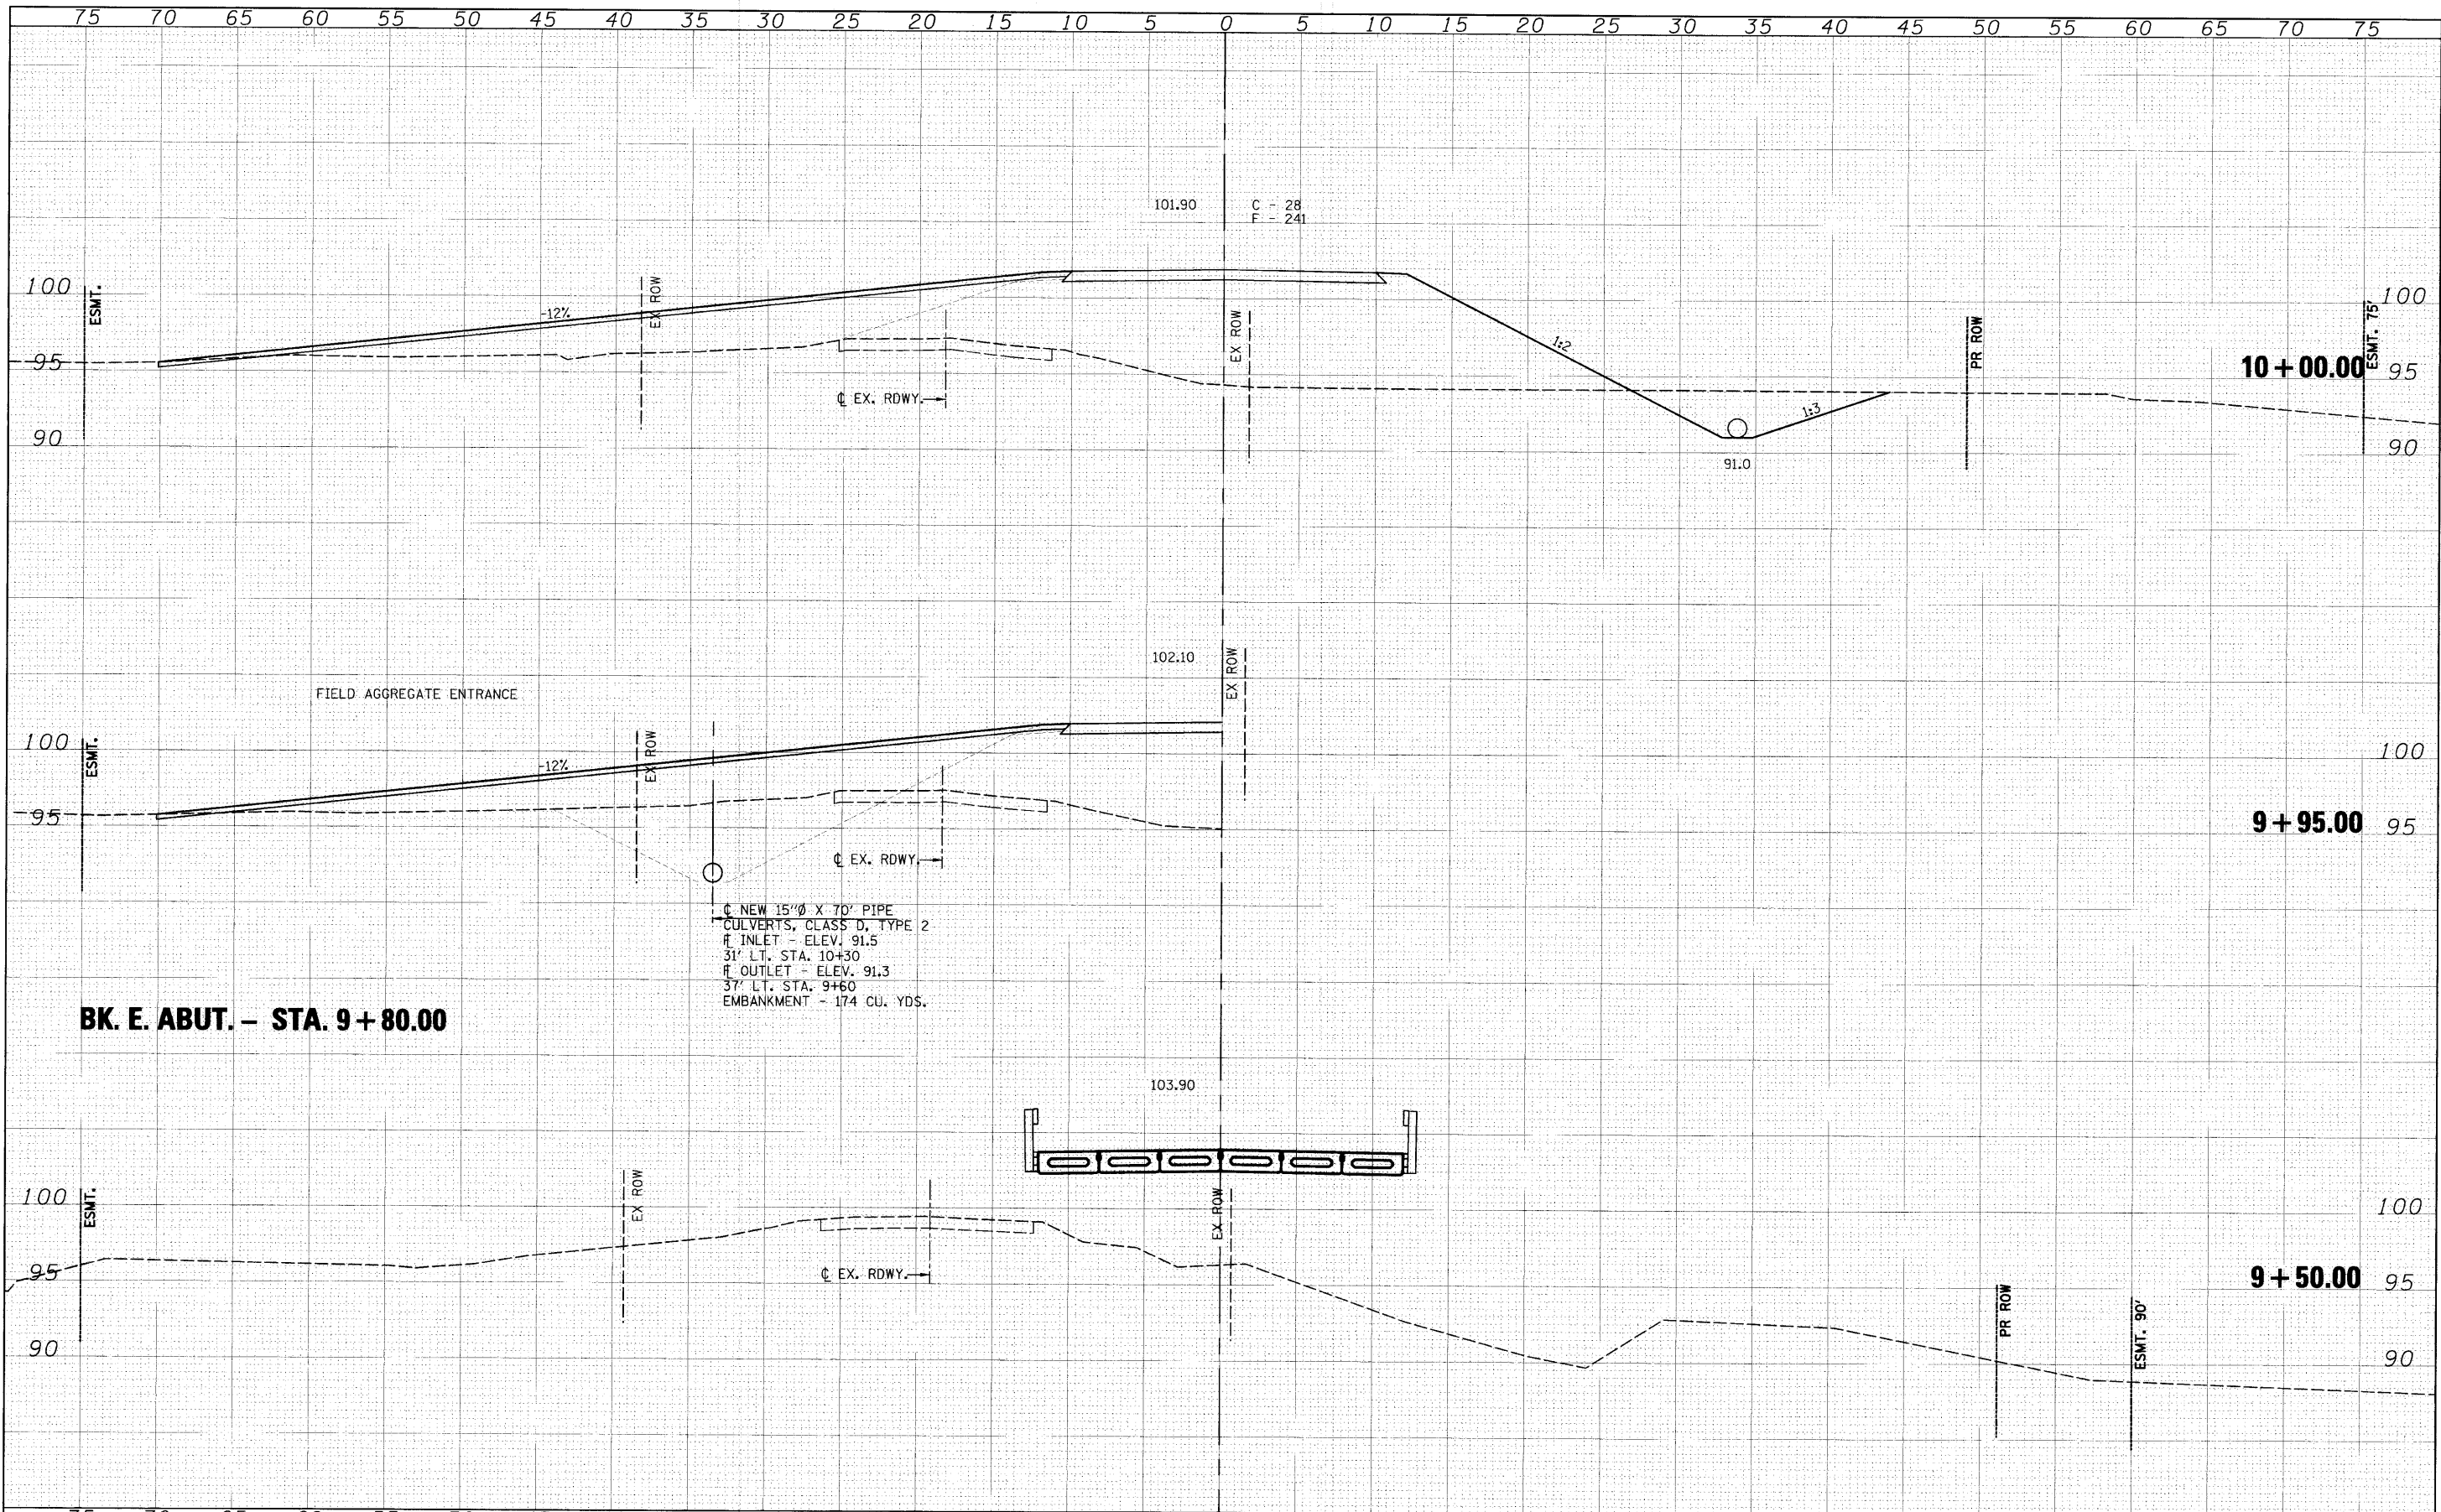 75 70 65 60 55 50 45 40 35 30 25 20 15 10 5 0 5 10 15 20 25 30 35 40 45 50 55 60 65 70 75
101.90 C - 28
F - 241
100 ESMT. -12% EX ROW EX ROW 1:2 PR ROW ESMT. 75' 100
95 10+00.00 95
℄ EX. RDWY. 1:3
90 91.0 90
102.10 EX ROW
FIELD AGGREGATE ENTRANCE
100 ESMT. -12% EX ROW 100
95 9+95.00 95
℄ EX. RDWY.
℄ NEW 15"Ø X 70' PIPE
CULVERTS, CLASS D, TYPE 2
FL INLET - ELEV. 91.5
31' LT. STA. 10+30
FL OUTLET - ELEV. 91.3
37' LT. STA. 9+60
EMBANKMENT - 174 CU. YDS.
BK. E. ABUT. - STA. 9+80.00
103.90
100 ESMT. EX ROW EX ROW 100
95 ℄ EX. RDWY. 9+50.00 95
90 PR ROW ESMT. 90' 90